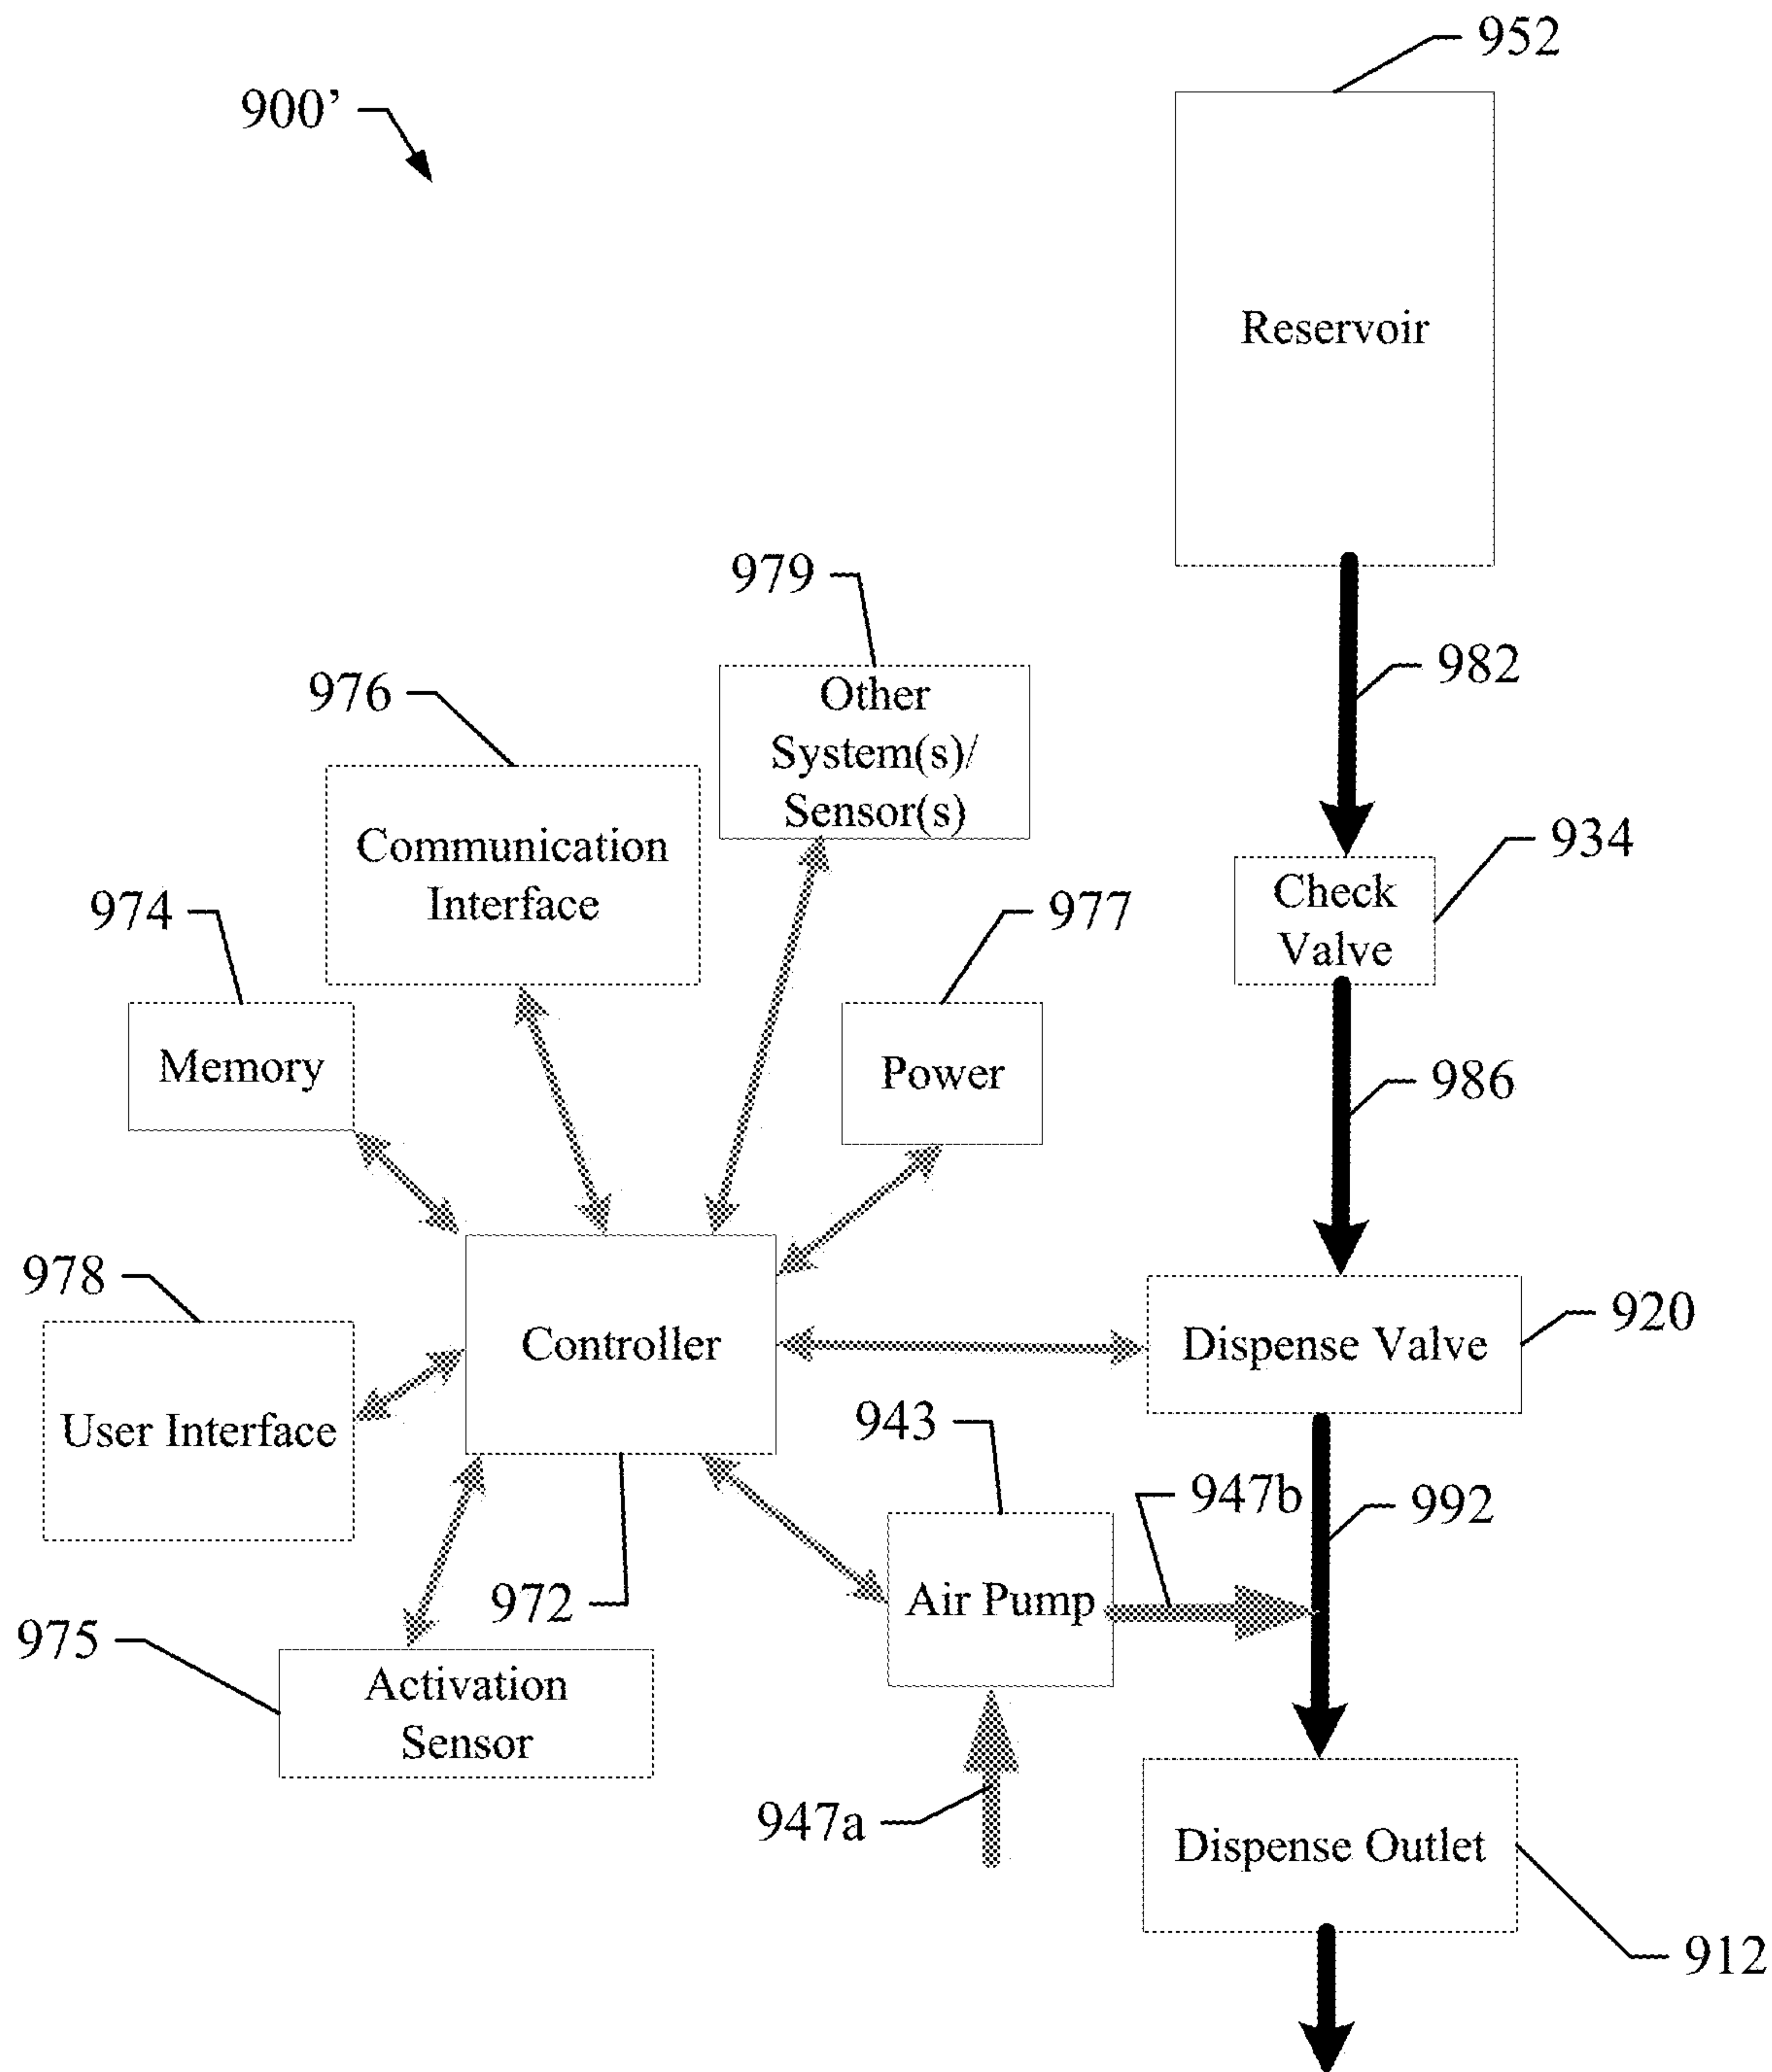 952
900’
Reservoir
979
982
976
Other
System(s)/
Sensor(s)
934
Communication
Interface
Check
Valve
974
977
Memory
Power
986
978
920
Controller
Dispense Valve
User Interface
943
947b
992
972
Air Pump
975
Activation
Sensor
947a
Dispense Outlet
912